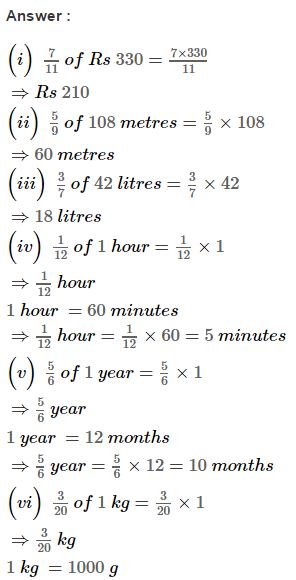 Answer :
(i) 7/11 of Rs 330 = 7×330/11
⇒ Rs 210
(ii) 5/9 of 108 metres = 5/9 × 108
⇒ 60 metres
(iii) 3/7 of 42 litres = 3/7 × 42
⇒ 18 litres
(iv) 1/12 of 1 hour = 1/12 × 1
⇒ 1/12 hour
1 hour = 60 minutes
⇒ 1/12 hour = 1/12 × 60 = 5 minutes
(v) 5/6 of 1 year = 5/6 × 1
⇒ 5/6 year
1 year = 12 months
⇒ 5/6 year = 5/6 × 12 = 10 months
(vi) 3/20 of 1 kg = 3/20 × 1
⇒ 3/20 kg
1 kg = 1000 g